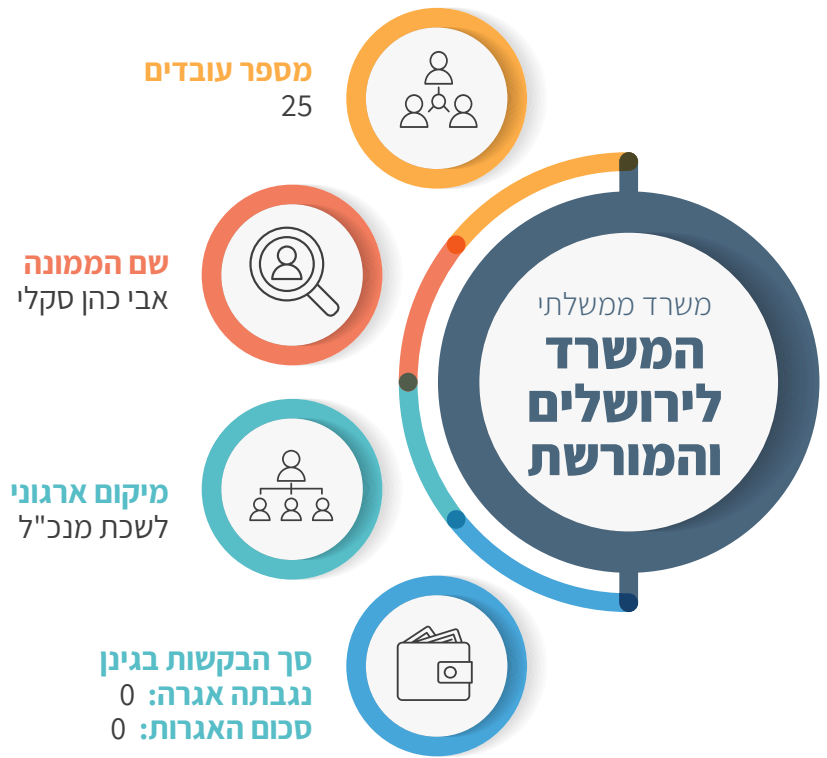 משרד ממשלתי
המשרד
לירושלים
והמורשת
מספר עובדים
25
שם הממונה
אבי כהן סקלי
מיקום ארגוני
לשכת מנכ"ל
סך הבקשות בגינן
נגבתה אגרה: 0
סכום האגרות: 0